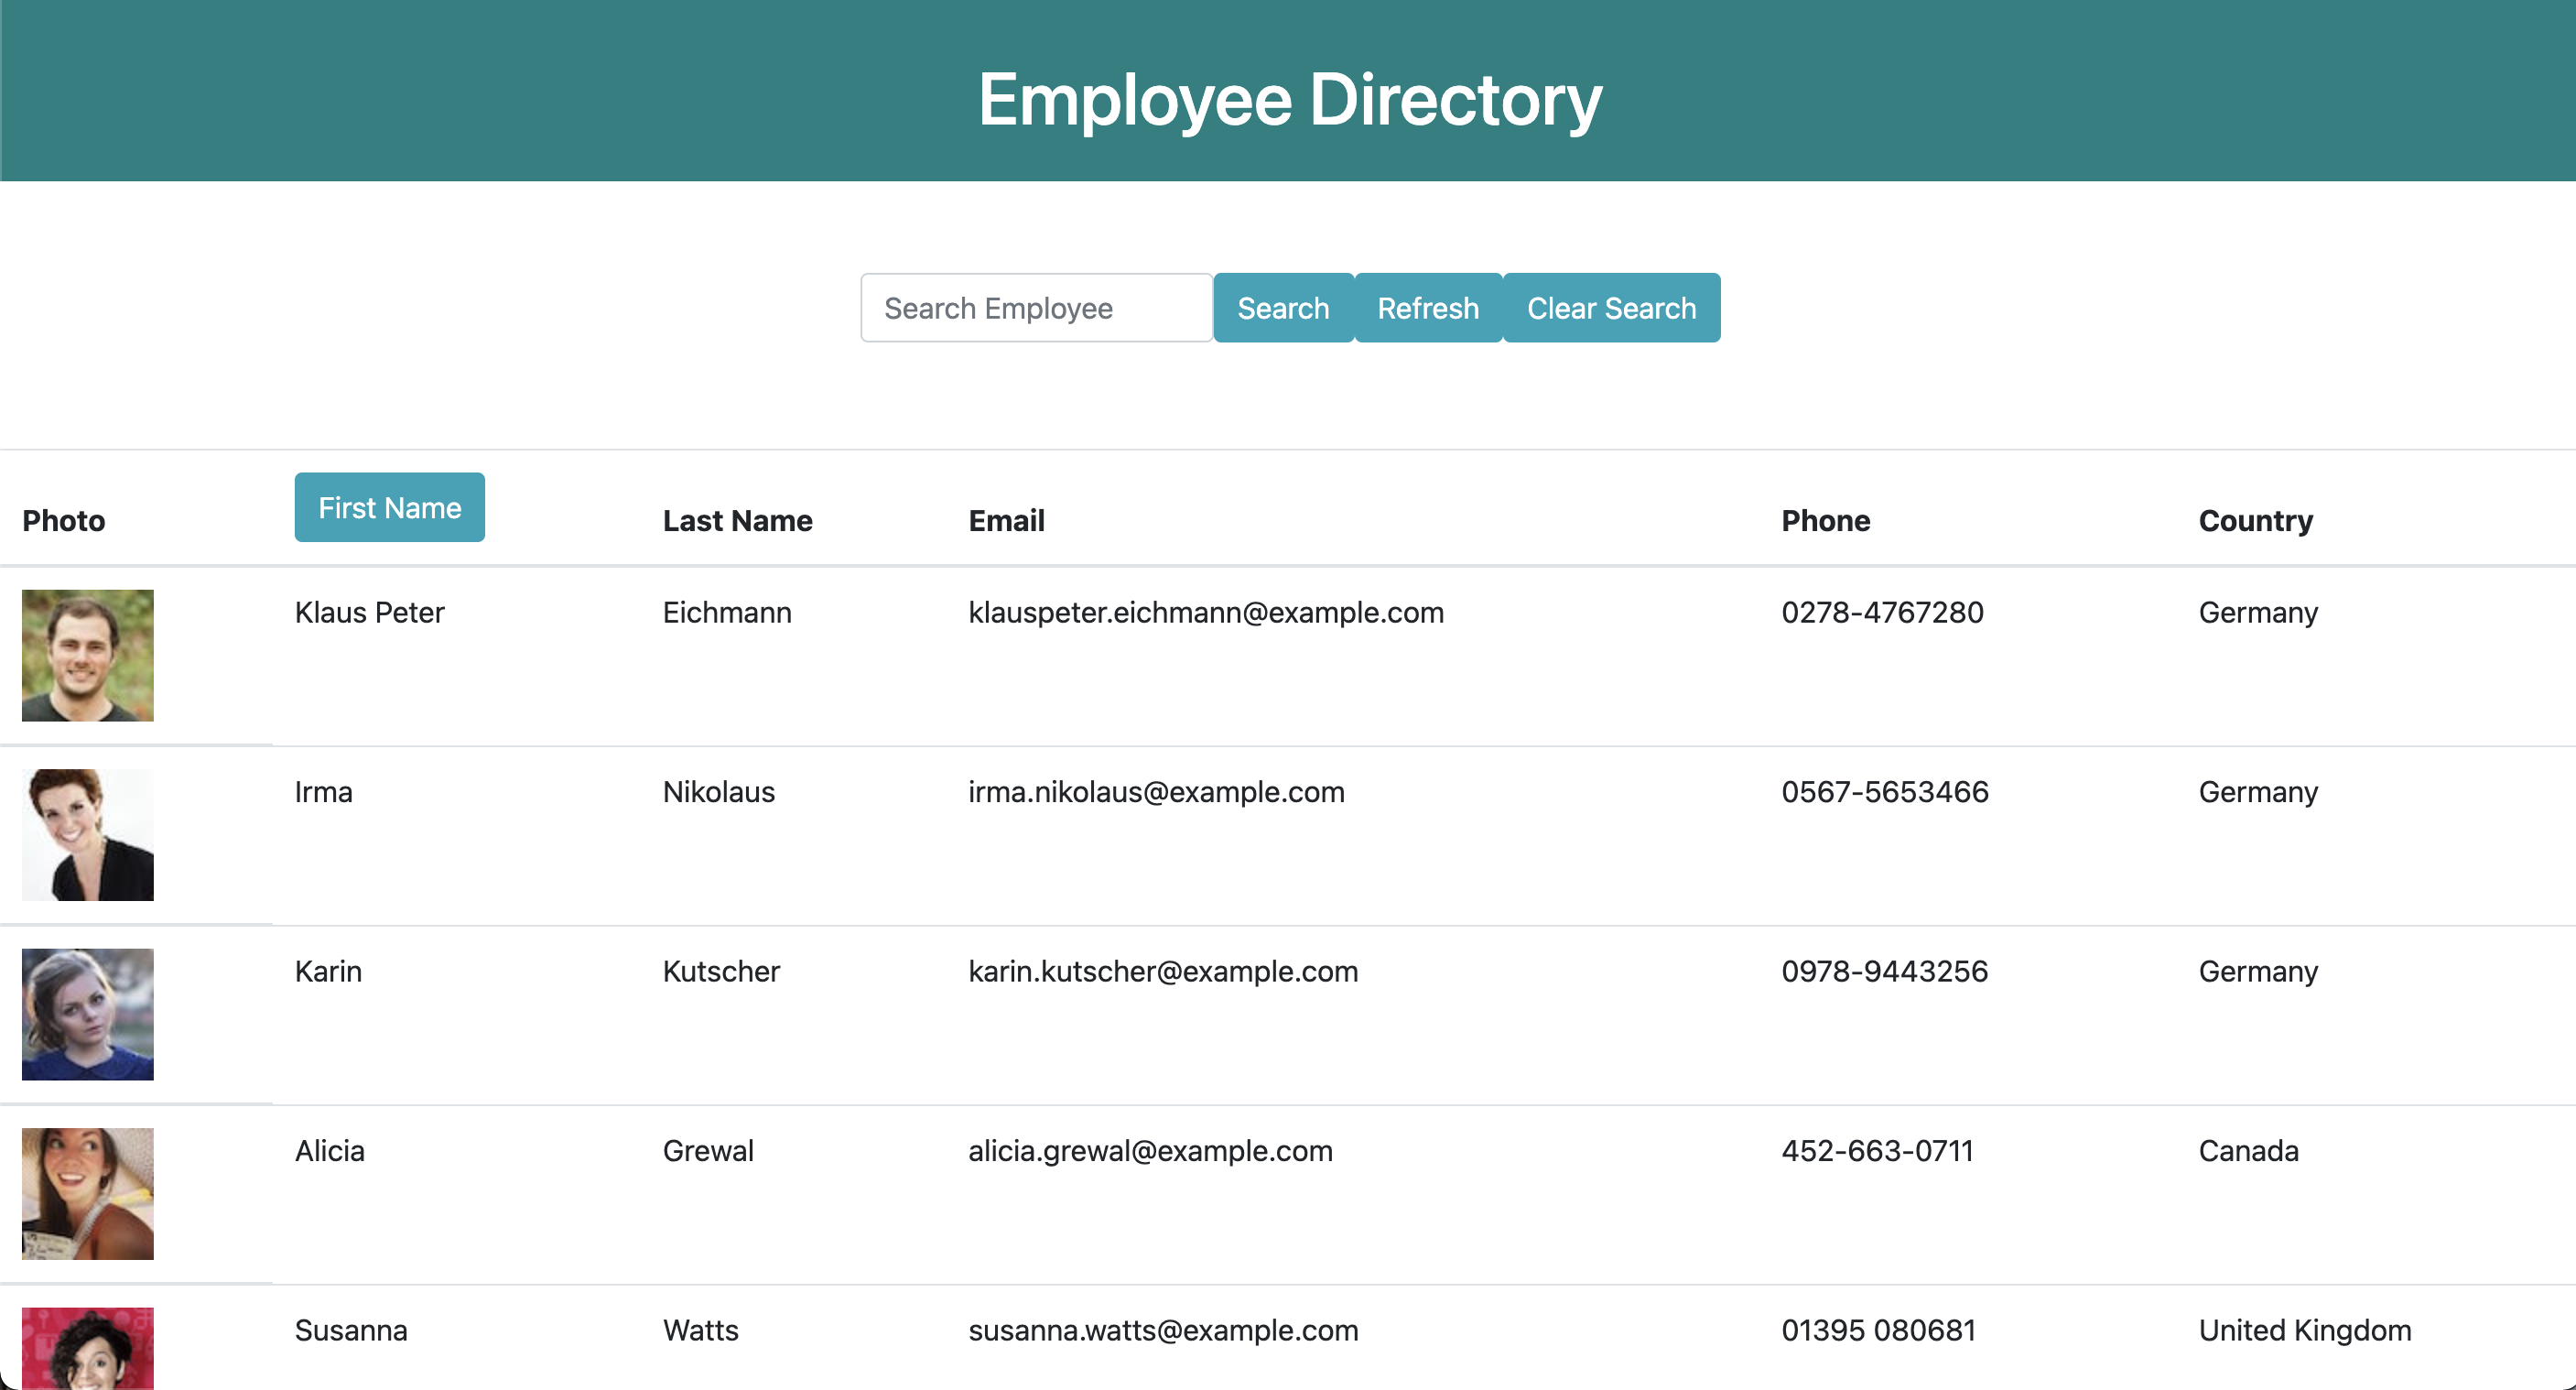 Employee Directory
Search Employee Search Refresh Clear Search
Photo First Name Last Name Email Phone Country
Klaus Peter Eichmann klauspeter.eichmann@example.com 0278-4767280 Germany
Irma Nikolaus irma.nikolaus@example.com 0567-5653466 Germany
Karin Kutscher karin.kutscher@example.com 0978-9443256 Germany
Alicia Grewal alicia.grewal@example.com 452-663-0711 Canada
Susanna Watts susanna.watts@example.com 01395 080681 United Kingdom